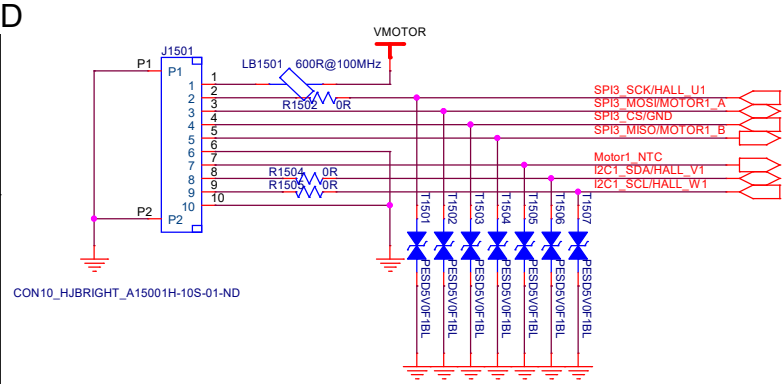 D
VMOTOR
J1501
P1
P1
LB1501 600R@100MHz
1
1
2
2
R1502 0R
3
3
4
4
5
5
6
6
7
7
R1504 0R
8
8
R1505 0R
9
9
10
10
P2
P2
SPI3_SCK/HALL_U1
SPI3_MOSI/MOTOR1_A
SPI3_CS/GND
SPI3_MISO/MOTOR1_B
Motor1_NTC
I2C1_SDA/HALL_V1
I2C1_SCL/HALL_W1
T1501
T1502
T1503
T1504
T1505
T1506
T1507
PESD5V0F1BL
PESD5V0F1BL
PESD5V0F1BL
PESD5V0F1BL
PESD5V0F1BL
PESD5V0F1BL
PESD5V0F1BL
CON10_HJBRIGHT_A15001H-10S-01-ND